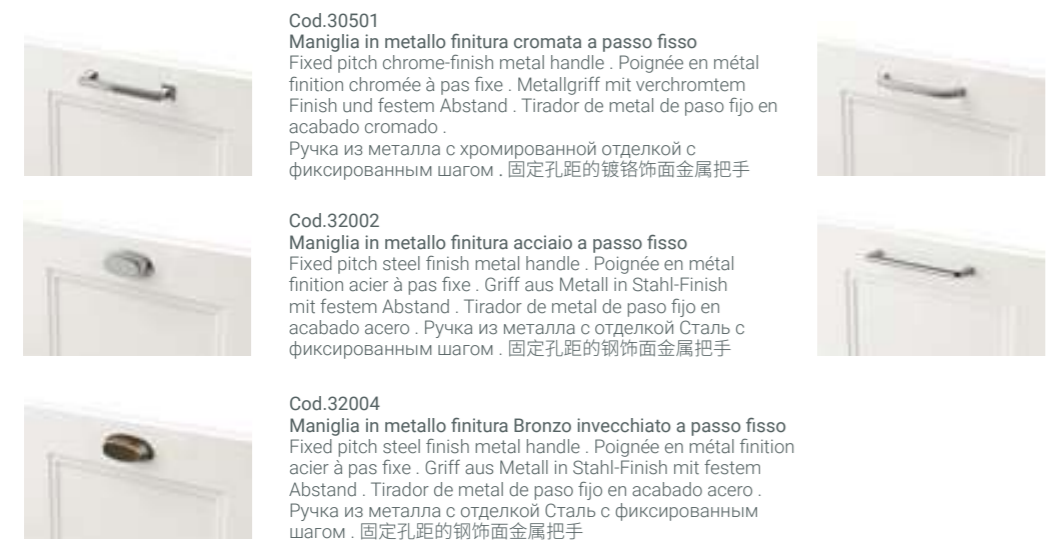 Cod.30501
Maniglia in metallo finitura cromata a passo fisso
Fixed pitch chrome-finish metal handle . Poignée en métal
finition chromée à pas fixe . Metallgriff mit verchromtem
Finish und festem Abstand . Tirador de metal de paso fijo en
acabado cromado .
Ручка из металла с хромированной отделкой с
фиксированным шагом . 固定孔距的镀铬饰面金属把手
Cod.32002
Maniglia in metallo finitura acciaio a passo fisso
Fixed pitch steel finish metal handle . Poignée en métal
finition acier à pas fixe . Griff aus Metall in Stahl-Finish
mit festem Abstand . Tirador de metal de paso fijo en
acabado acero . Ручка из металла с отделкой Сталь с
фиксированным шагом . 固定孔距的钢饰面金属把手
Cod.32004
Maniglia in metallo finitura Bronzo invecchiato a passo fisso
Fixed pitch steel finish metal handle . Poignée en métal finition
acier à pas fixe . Griff aus Metall in Stahl-Finish mit festem
Abstand . Tirador de metal de paso fijo en acabado acero .
Ручка из металла с отделкой Сталь с фиксированным
шагом . 固定孔距的钢饰面金属把手